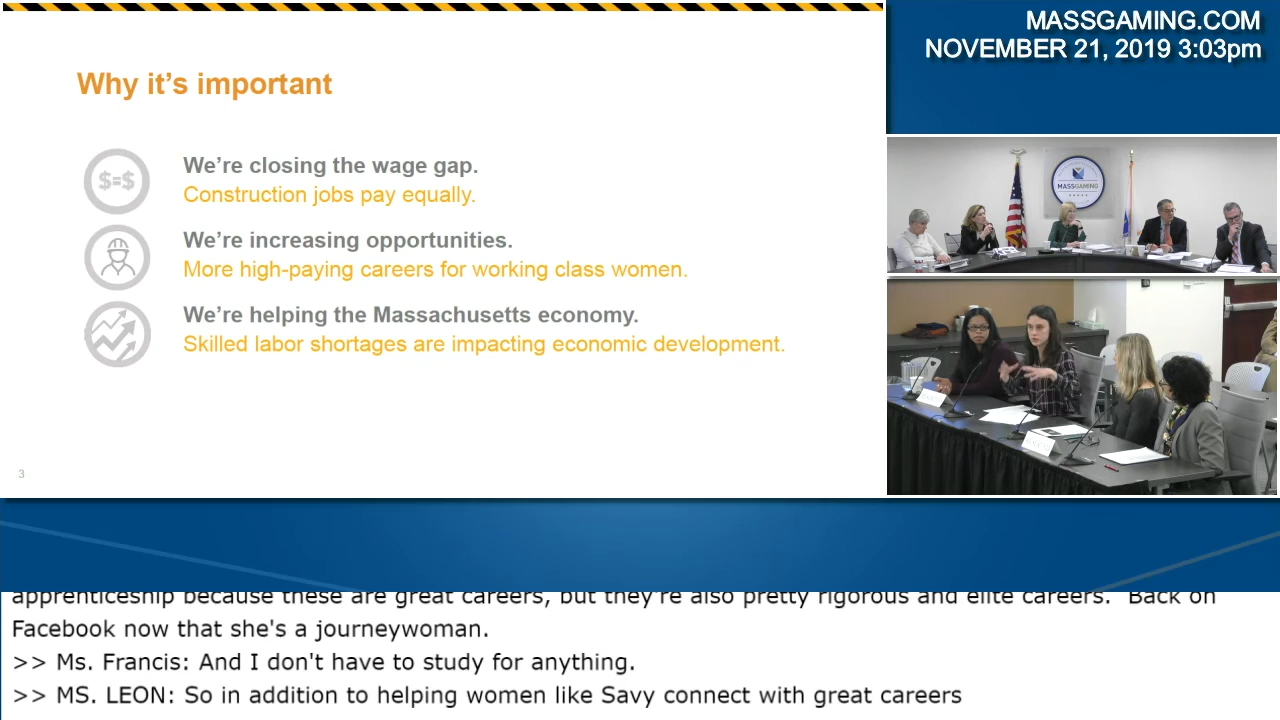 MASSGAMING.COM
NOVEMBER 21, 2019 3:03pm
Why it's important
$=$
We're closing the wage gap.
Construction jobs pay equally.
We're increasing opportunities.
More high-paying careers for working class women.
We're helping the Massachusetts economy.
Skilled labor shortages are impacting economic development.
3
MASSGAMING
apprenticeship because these are great careers, but they're also pretty rigorous and elite careers. Back on
Facebook now that she's a journeywoman.
>> Ms. Francis: And I don't have to study for anything.
>> MS. LEON: So in addition to helping women like Savy connect with great careers